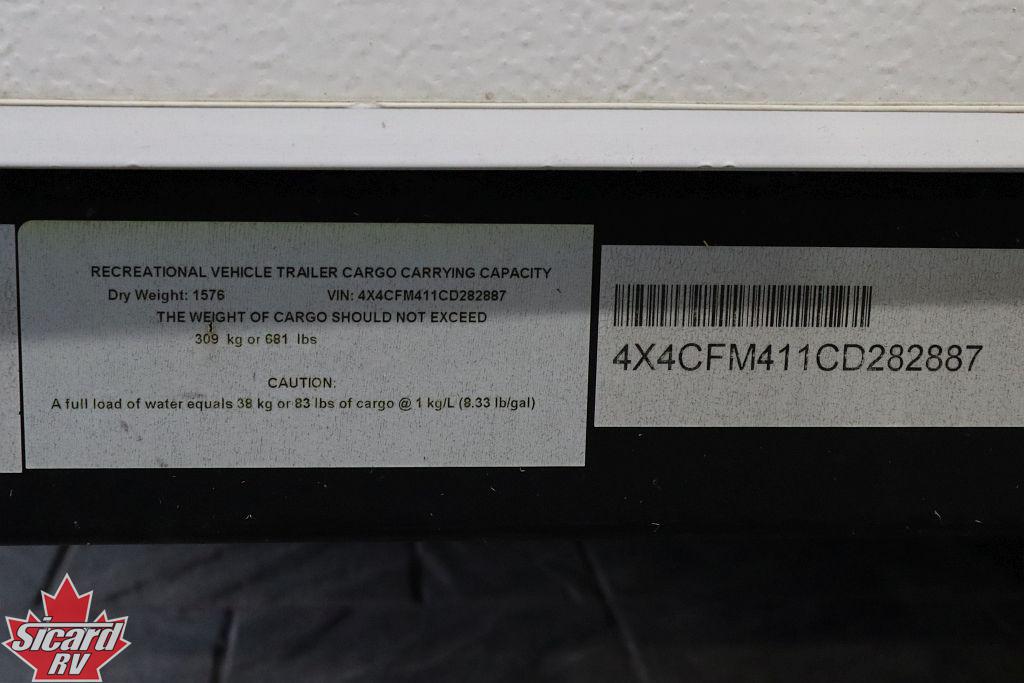 RECREATIONAL VEHICLE TRAILER CARGO CARRYING CAPACITY
Dry Weight: 1576 VIN: 4X4CFM411CD282887
THE WEIGHT OF CARGO SHOULD NOT EXCEED
309 kg or 681 lbs
CAUTION:
A full load of water equals 38 kg or 83 lbs of cargo @ 1 kg/L (8.33 lb/gal)
4X4CFM411CD282887
Sicard
RV